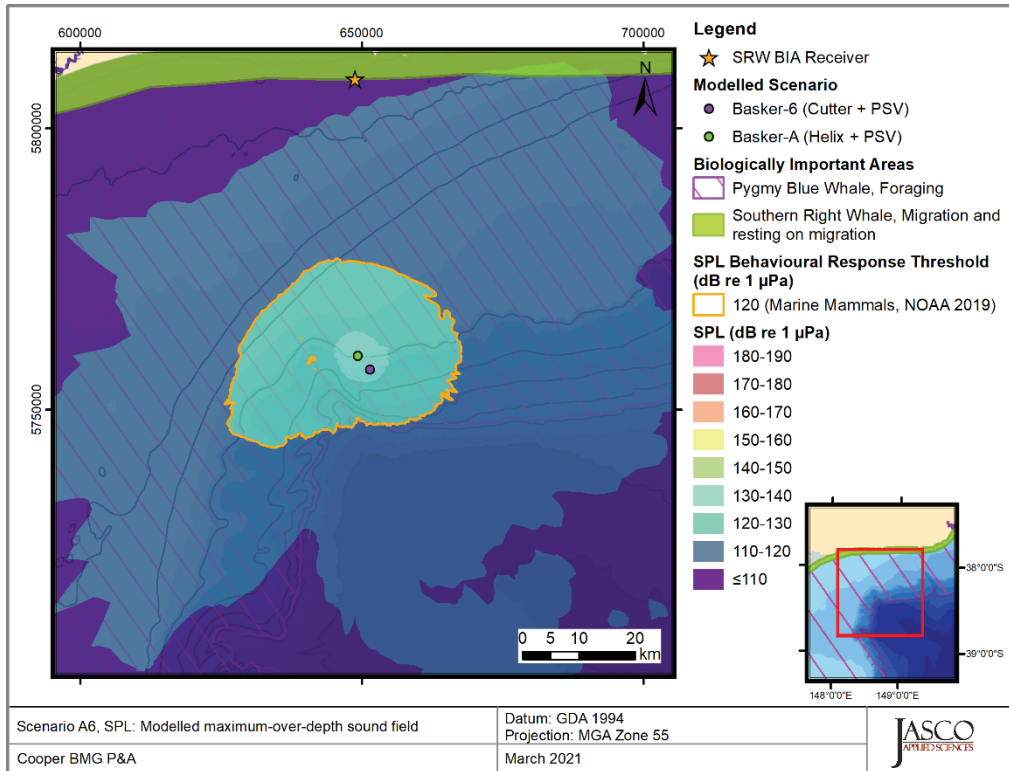 600000 650000 700000
5800000
5750000
N
0 5 10 20
km
Legend
SRW BIA Receiver
Modelled Scenario
Basker-6 (Cutter + PSV)
Basker-A (Helix + PSV)
Biologically Important Areas
Pygmy Blue Whale, Foraging
Southern Right Whale, Migration and
resting on migration
SPL Behavioural Response Threshold
(dB re 1 µPa)
120 (Marine Mammals, NOAA 2019)
SPL (dB re 1 µPa)
180-190
170-180
160-170
150-160
140-150
130-140
120-130
110-120
≤110
38°0'0"S
39°0'0"S
148°0'0"E 149°0'0"E
Scenario A6, SPL: Modelled maximum-over-depth sound field
Datum: GDA 1994
Projection: MGA Zone 55
Cooper BMG P&A
March 2021
JASCO
APPLIED SCIENCES